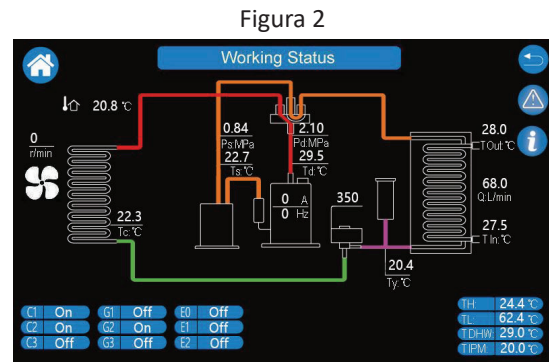 Figura 2
Working Status
20.8 ℃
0
r/min
0.84
Ps:MPa
22.7
Ts:℃
2.10
Pd:MPa
29.5
Td:℃
0 A
0 Hz
350
28.0
TOut:℃
68.0
Q:L/min
27.5
T In:℃
22.3
Tc:℃
20.4
Ty:℃
C1 On G1 Off E0 Off
C2 On G2 Off E1 Off
C3 Off G3 Off E2 Off
TH: 24.4 ℃
TL: 62.4 ℃
TDHW: 29.0 ℃
TIPM: 20.0 ℃